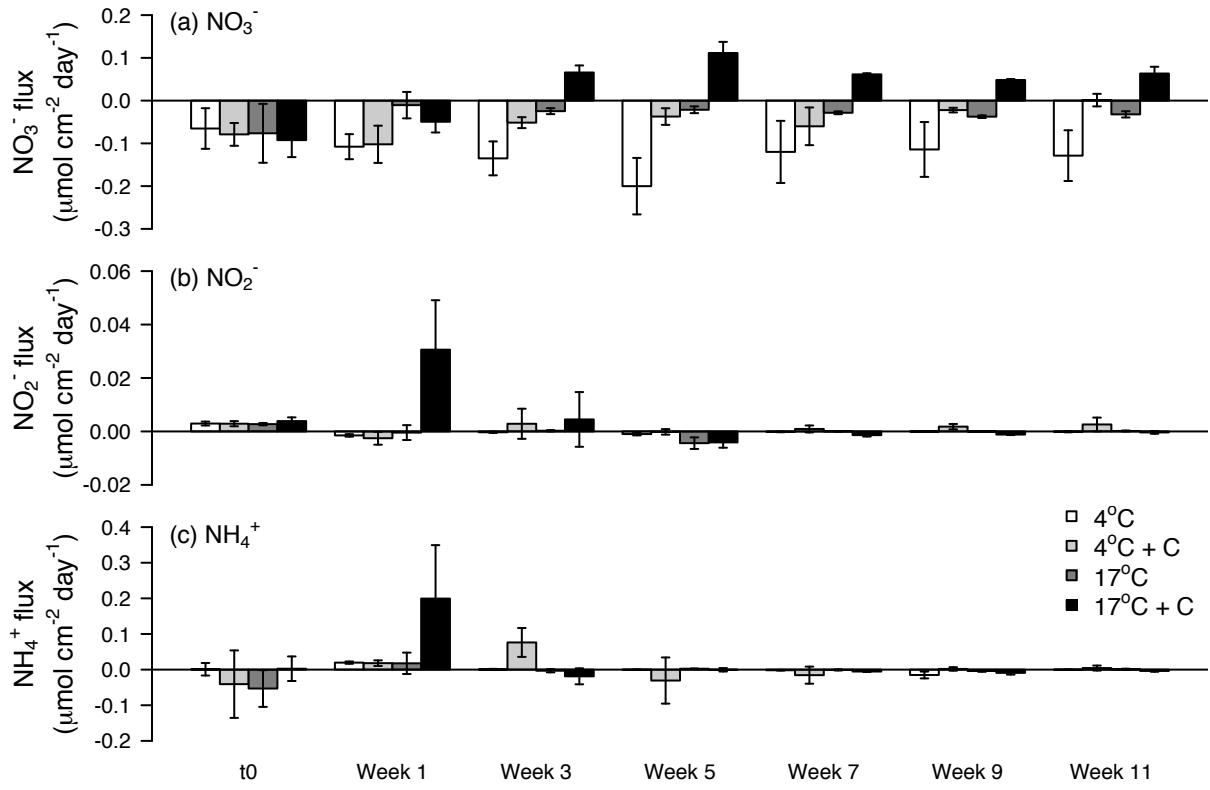 (a) NO₃⁻
NO₃⁻ flux
(μmol cm⁻² day⁻¹)
0.2
0.1
0.0
-0.1
-0.2
-0.3
(b) NO₂⁻
NO₂⁻ flux
(μmol cm⁻² day⁻¹)
0.06
0.04
0.02
0.00
-0.02
(c) NH₄⁺
NH₄⁺ flux
(μmol cm⁻² day⁻¹)
0.4
0.3
0.2
0.1
0.0
-0.1
-0.2
4°C
4°C + C
17°C
17°C + C
t0 Week 1 Week 3 Week 5 Week 7 Week 9 Week 11